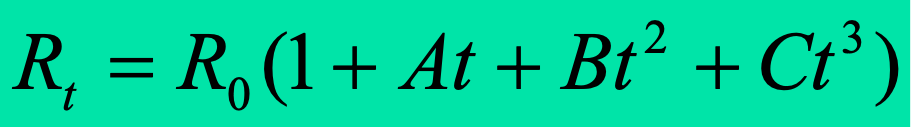 R_t = R_0(1 + At + Bt^2 + Ct^3)